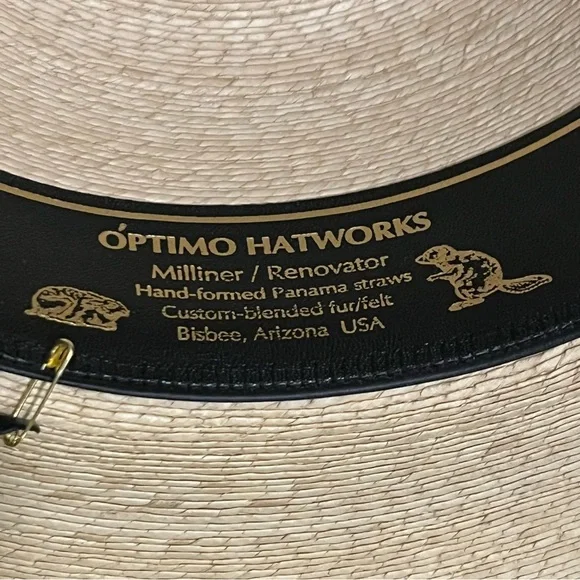 ÓPTIMO HATWORKS
Milliner / Renovator
Hand-formed Panama straws
Custom-blended fur/felt
Bisbee, Arizona USA